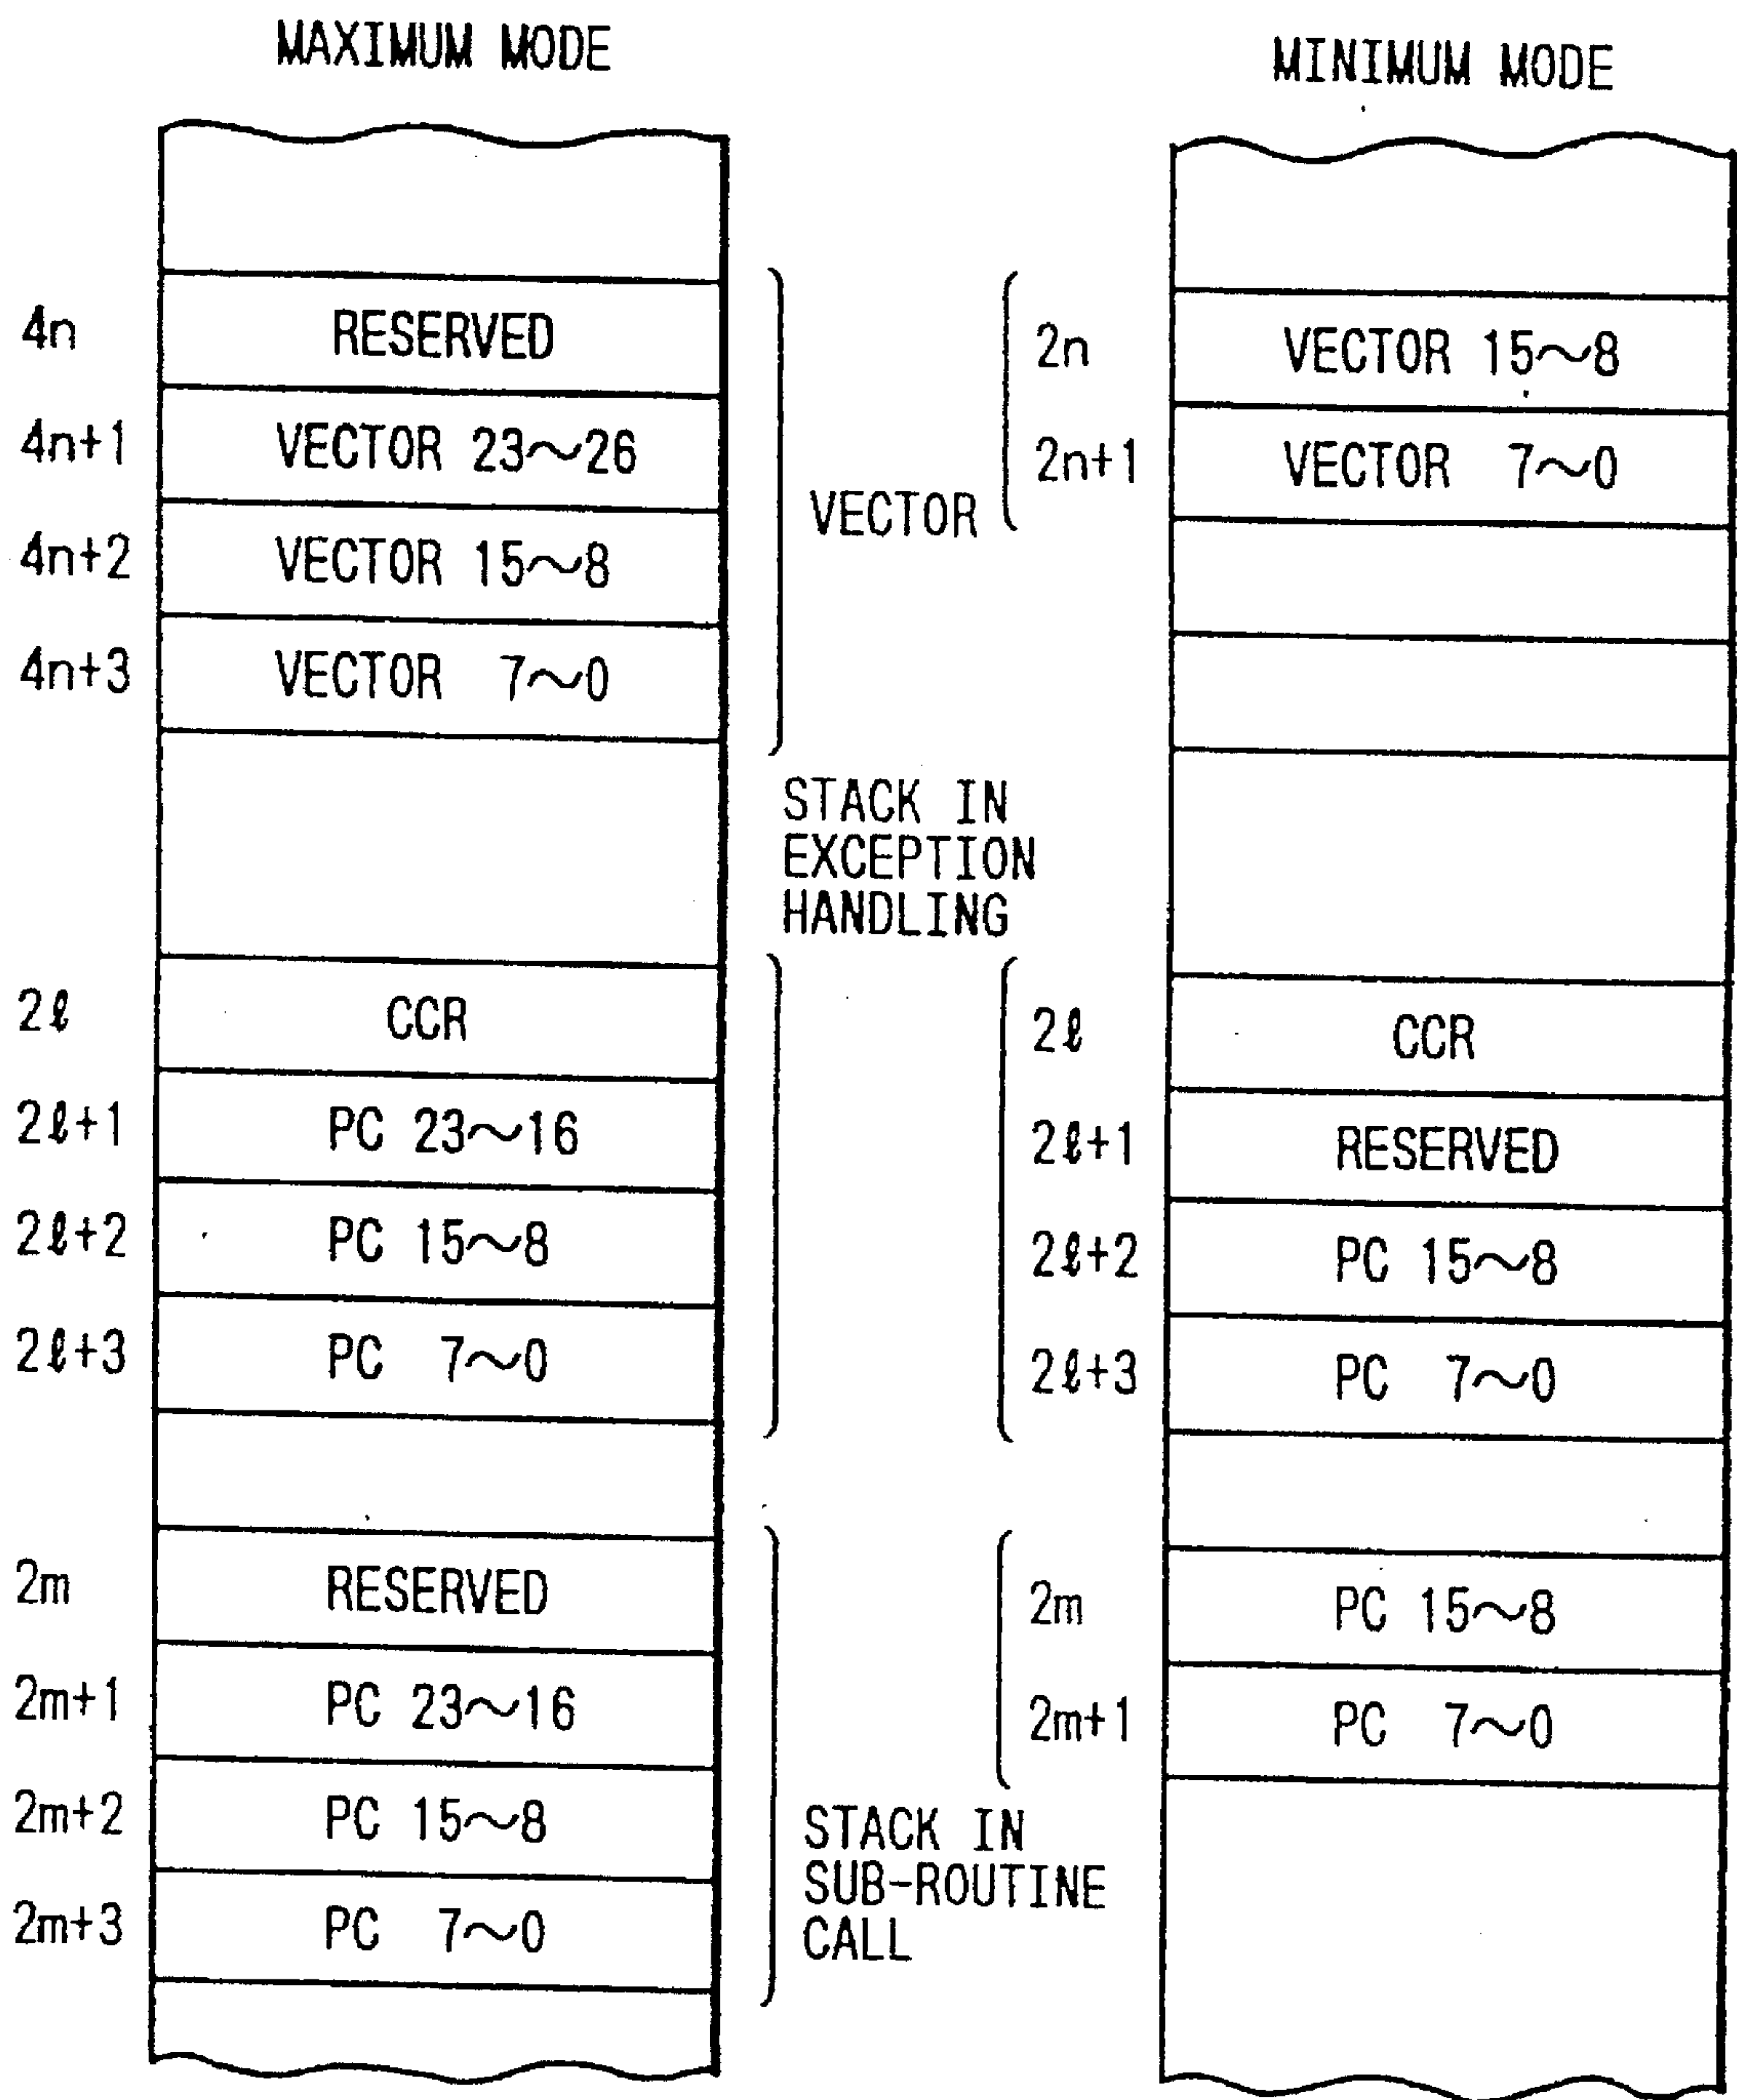 MAXIMUM MODE
4n RESERVED
4n+1 VECTOR 23～26
4n+2 VECTOR 15～8
4n+3 VECTOR 7～0
2ℓ CCR
2ℓ+1 PC 23～16
2ℓ+2 PC 15～8
2ℓ+3 PC 7～0
2m RESERVED
2m+1 PC 23～16
2m+2 PC 15～8
2m+3 PC 7～0
VECTOR
STACK IN
EXCEPTION
HANDLING
STACK IN
SUB-ROUTINE
CALL
MINIMUM MODE
2n VECTOR 15～8
2n+1 VECTOR 7～0
2ℓ CCR
2ℓ+1 RESERVED
2ℓ+2 PC 15～8
2ℓ+3 PC 7～0
2m PC 15～8
2m+1 PC 7～0